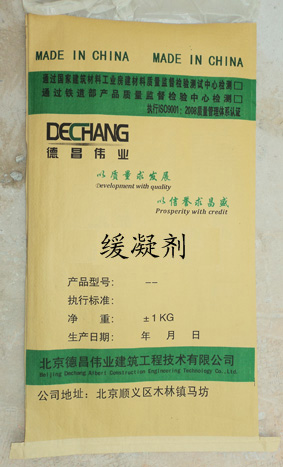 MADE IN CHINA MADE IN CHINA
通过国家建筑材料工业房建材料质量监督检验测试中心检测
通过铁道部产品质量监督检验中心检测
执行ISO9001：2008质量管理体系认证
DECHANG
德昌伟业
以质量求发展
Development with quality
以信誉求昌盛
Prosperity with credit
缓凝剂
产品型号： --
执行标准：
净 重： ±1KG
生产日期： 年 月 日
北京德昌伟业建筑工程技术有限公司
Beijing Dechang Construction Engineering Technology Co.,Ltd
公司地址：北京顺义区木林镇马坊